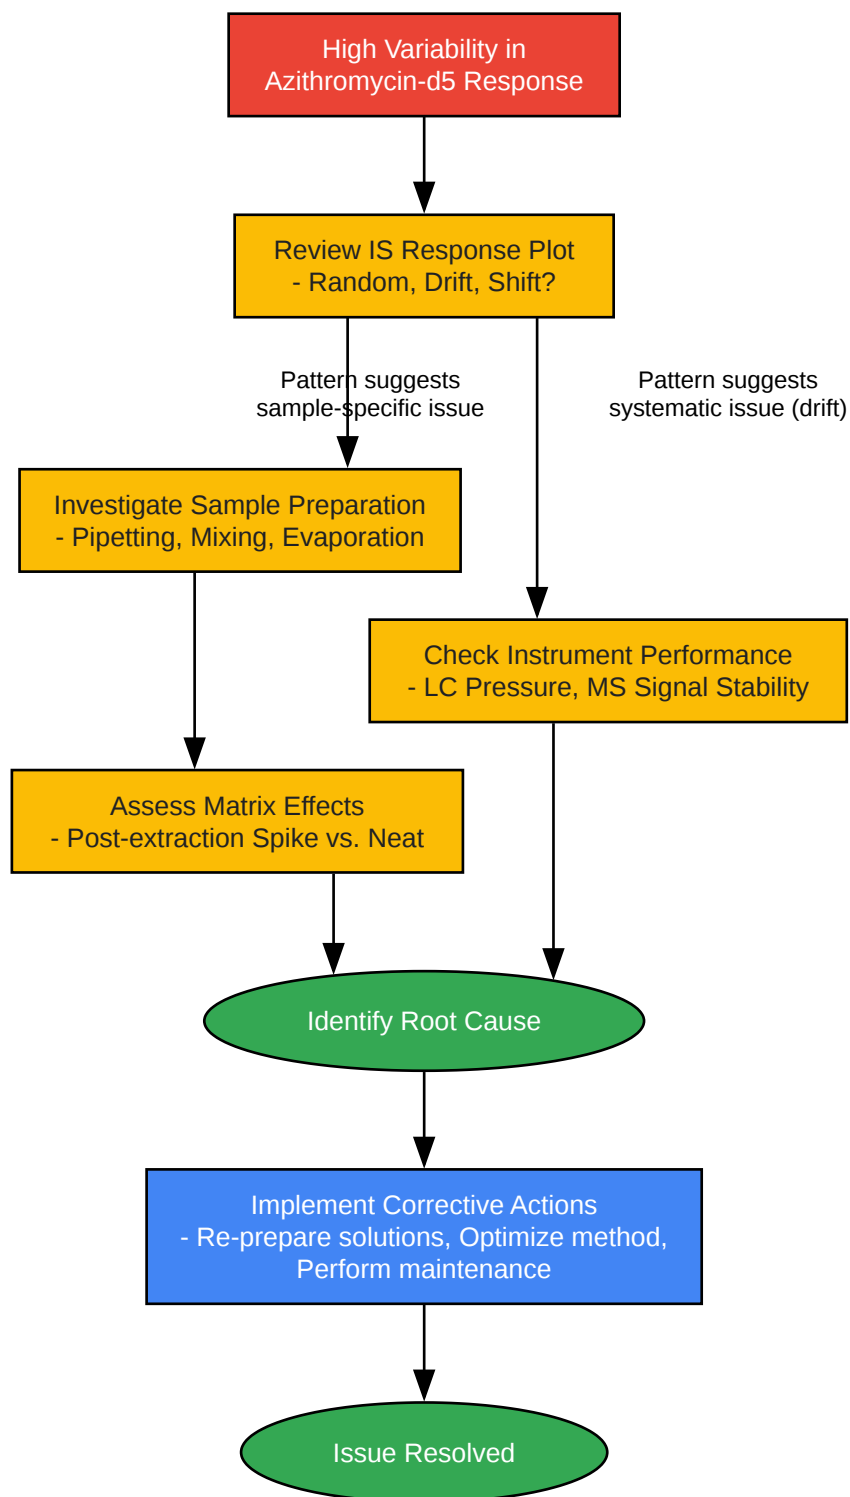 High Variability in
Azithromycin-d5 Response
Review IS Response Plot
- Random, Drift, Shift?
Pattern suggests
sample-specific issue
Pattern suggests
systematic issue (drift)
Investigate Sample Preparation
- Pipetting, Mixing, Evaporation
Check Instrument Performance
- LC Pressure, MS Signal Stability
Assess Matrix Effects
- Post-extraction Spike vs. Neat
Identify Root Cause
Implement Corrective Actions
- Re-prepare solutions, Optimize method,
Perform maintenance
Issue Resolved